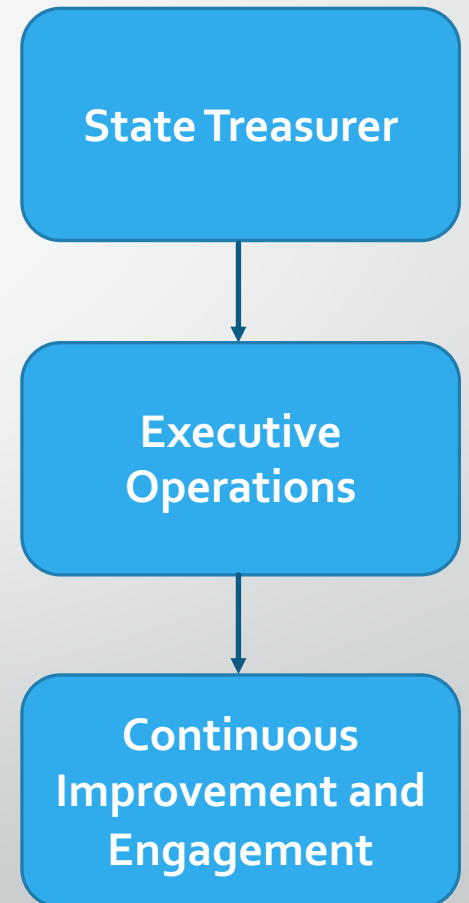 State Treasurer
Executive
Operations
Continuous
Improvement and
Engagement